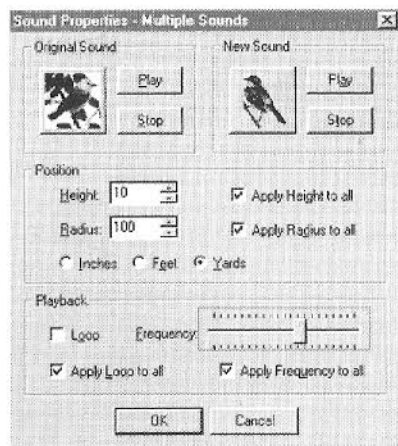 Sound Properties - Multiple Sounds
Original Sound
New Sound
Play
Stop
Play
Stop
Position
Height: 10
Apply Height to all
Radius: 100
Apply Radius to all
Inches Feet Yards
Playback
Loop
Frequency:
Apply Loop to all
Apply Frequency to all
OK Cancel